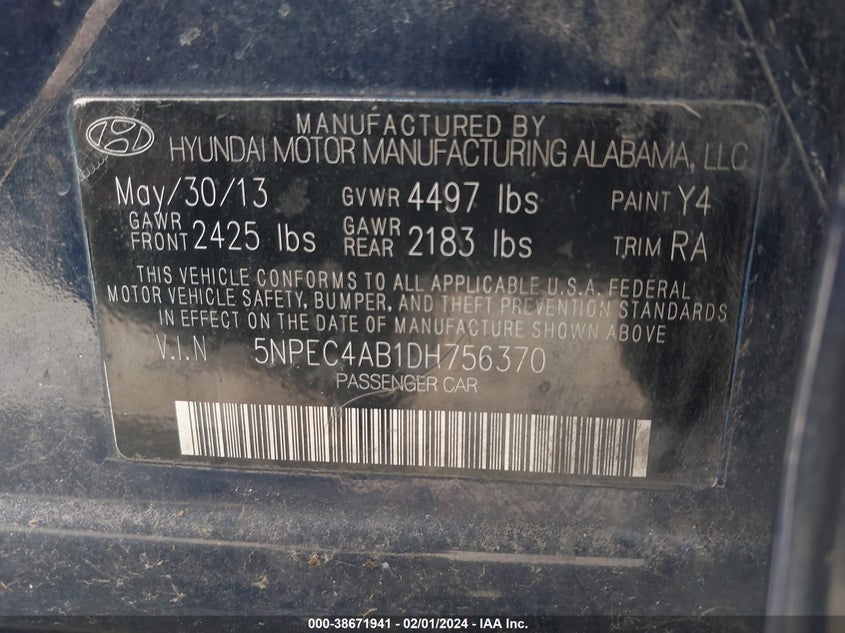 MANUFACTURED BY
HYUNDAI MOTOR MANUFACTURING ALABAMA, LLC
May/30/13 GVWR 4497 lbs PAINT Y4
GAWR FRONT 2425 lbs GAWR REAR 2183 lbs TRIM RA
THIS VEHICLE CONFORMS TO ALL APPLICABLE U.S.A. FEDERAL
MOTOR VEHICLE SAFETY, BUMPER, AND THEFT PREVENTION STANDARDS
IN EFFECT ON THE DATE OF MANUFACTURE SHOWN ABOVE
V.I.N 5NPEC4AB1DH756370
PASSENGER CAR
000-38671941 - 02/01/2024 - IAA Inc.